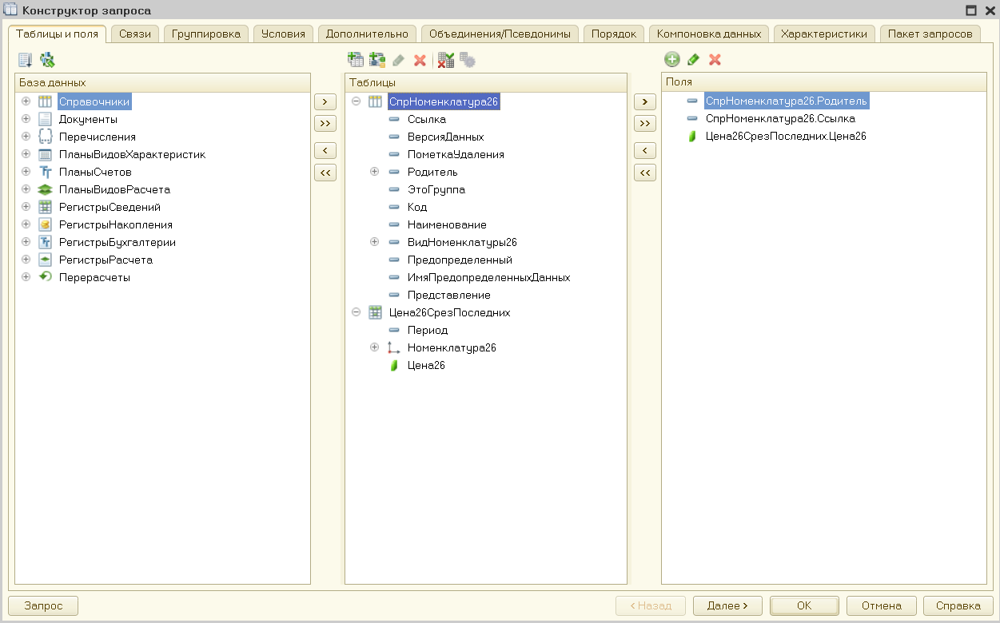 Конструктор запроса
Таблицы и поля
Связи
Группировка
Условия
Дополнительно
Объединения/Псевдонимы
Порядок
Компоновка данных
Характеристики
Пакет запросов
База данных
Справочники
Документы
Перечисления
ПланыВидовХарактеристик
ПланыСчетов
ПланыВидовРасчета
РегистрыСведений
РегистрыНакопления
РегистрыБухгалтерии
РегистрыРасчета
Перерасчеты
>
>>
<
<<
Таблицы
СпрНоменклатура26
Ссылка
ВерсияДанных
ПометкаУдаления
Родитель
ЭтоГруппа
Код
Наименование
ВидНоменклатуры26
Предопределенный
ИмяПредопределенныхДанных
Представление
Цена26СрезПоследних
Период
Номенклатура26
Цена26
>
>>
<
<<
Поля
СпрНоменклатура26.Родитель
СпрНоменклатура26.Ссылка
Цена26СрезПоследних.Цена26
Запрос
< Назад
Далее >
ОК
Отмена
Справка